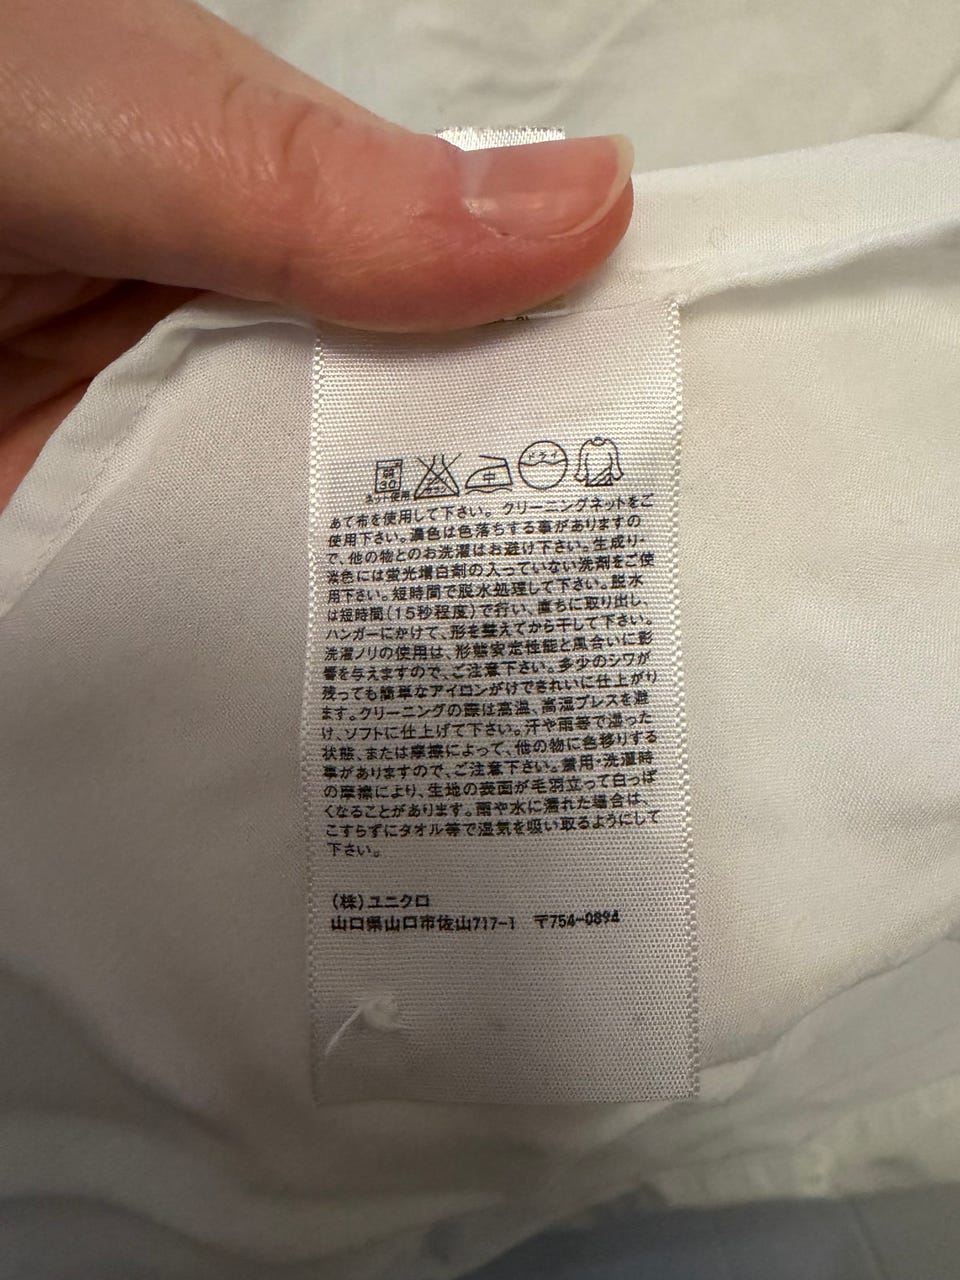 弱
30
ネット使用
中
ドライ
あて布を使用して下さい。クリーニングネットをご
使用下さい。濃色は色落ちする事がありますの
で、他の物とのお洗濯はお避け下さい。生成り・
淡色には蛍光増白剤の入っていない洗剤をご使
用下さい。短時間で脱水処理して下さい。脱水
は短時間(15秒程度)で行い、直ちに取り出し、
ハンガーにかけて、形を整えてから干して下さい。
洗濯ノリの使用は、形態安定性能と風合いに影
響を与えますので、ご注意下さい。多少のシワが
残っても簡単なアイロンがけできれいに仕上がり
ます。クリーニングの際は高温、高湿プレスを避
け、ソフトに仕上げて下さい。汗や雨等で湿った
状態、または摩擦によって、他の物に色移りする
事がありますので、ご注意下さい。着用・洗濯時
の摩擦により、生地の表面が毛羽立って白っぽ
くなることがあります。雨や水に濡れた場合は、
こすらずにタオル等で湿気を吸い取るようにして
下さい。
(株)ユニクロ
山口県山口市佐山717-1 〒754-0894